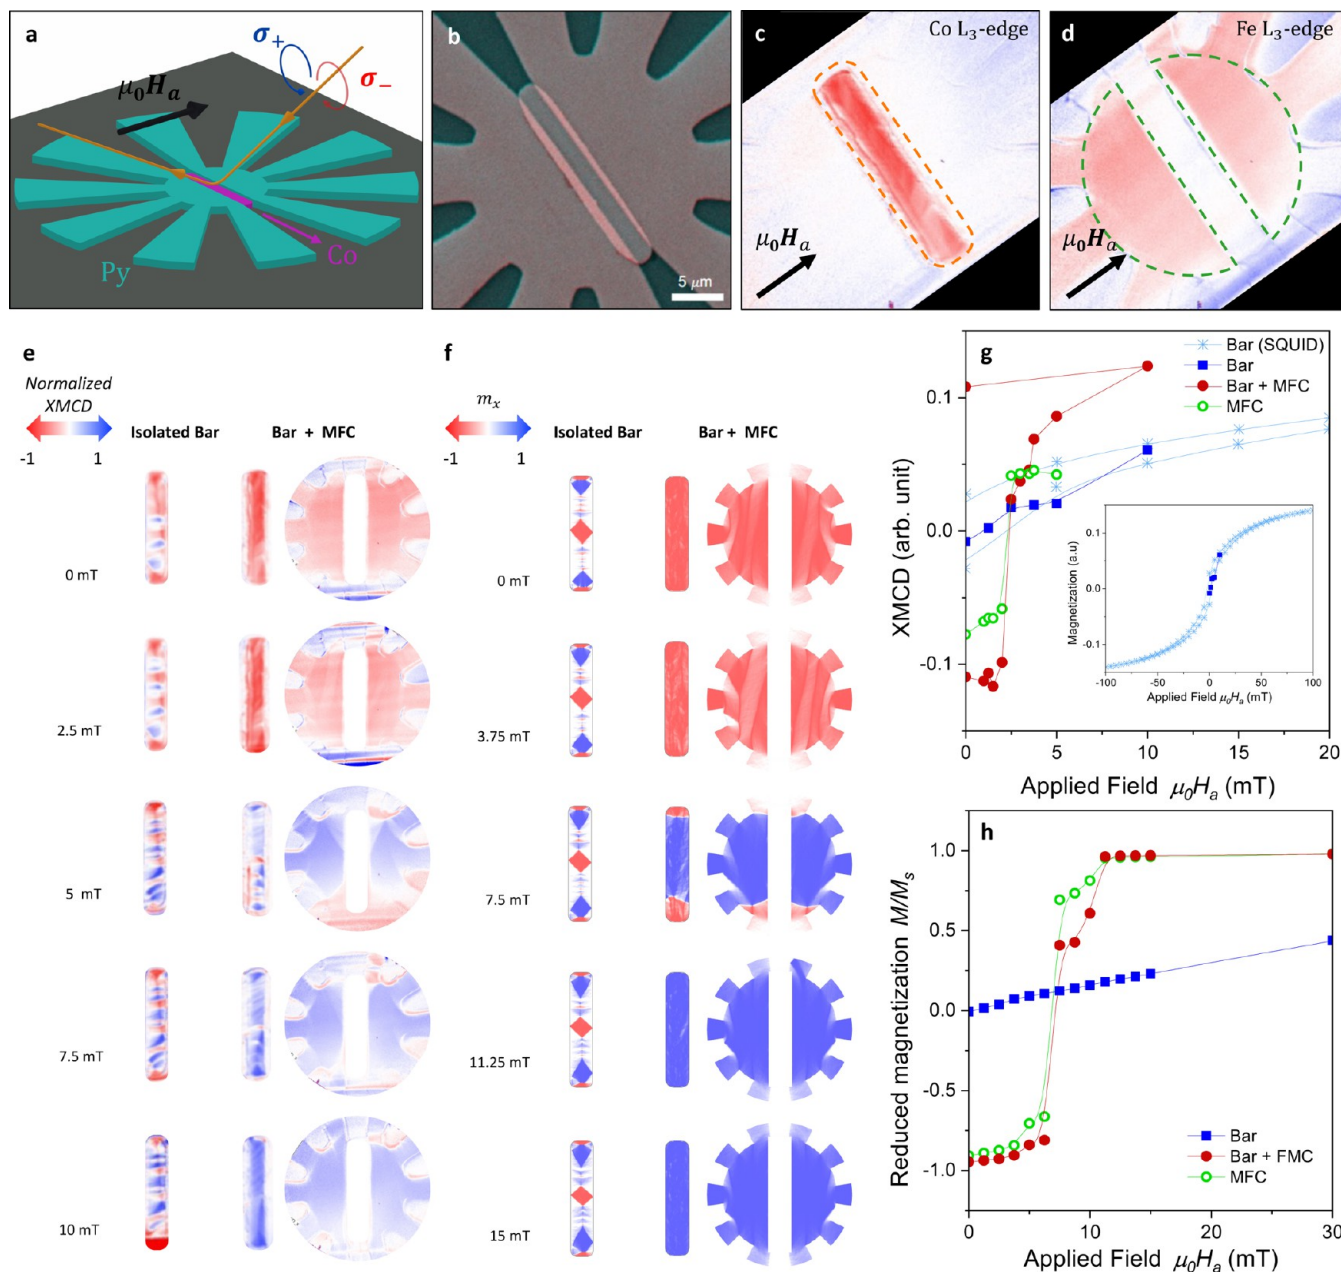 a
σ₊
σ₋
μ₀Hₐ
Co
Py
b
5 μm
c
Co L₃-edge
μ₀Hₐ
d
Fe L₃-edge
μ₀Hₐ
e
Normalized
XMCD
-1
1
Isolated Bar
Bar + MFC
0 mT
2.5 mT
5 mT
7.5 mT
10 mT
f
mₓ
-1
1
Isolated Bar
Bar + MFC
0 mT
3.75 mT
7.5 mT
11.25 mT
15 mT
g
Bar (SQUID)
Bar
Bar + MFC
MFC
XMCD (arb. unit)
0.1
0.0
-0.1
0
5
10
15
20
Applied Field μ₀Hₐ (mT)
Magnetization (a.u)
0.1
0.0
-0.1
-100
-50
0
50
100
Applied Field μ₀Hₐ (mT)
h
Reduced magnetization M/Mₛ
1.0
0.5
0.0
-0.5
-1.0
Bar
Bar + FMC
MFC
0
10
20
30
Applied Field μ₀Hₐ (mT)